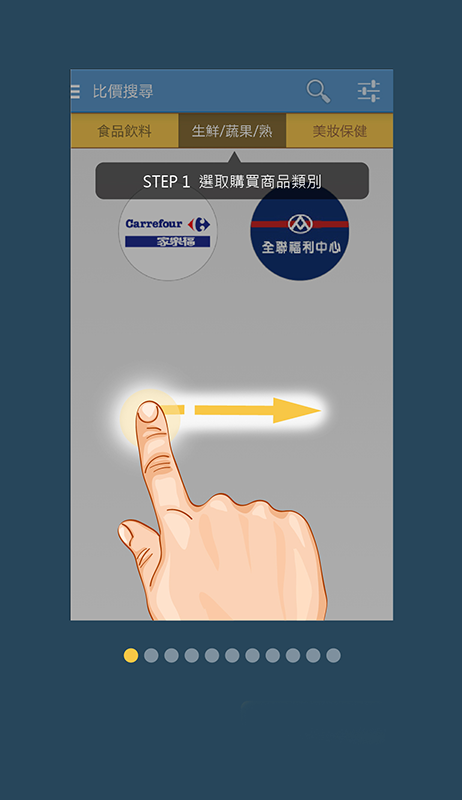 比價搜尋
食品飲料
生鮮/蔬果/熟
美妝保健
STEP 1 選取購買商品類別
Carrefour
家樂福
全聯福利中心